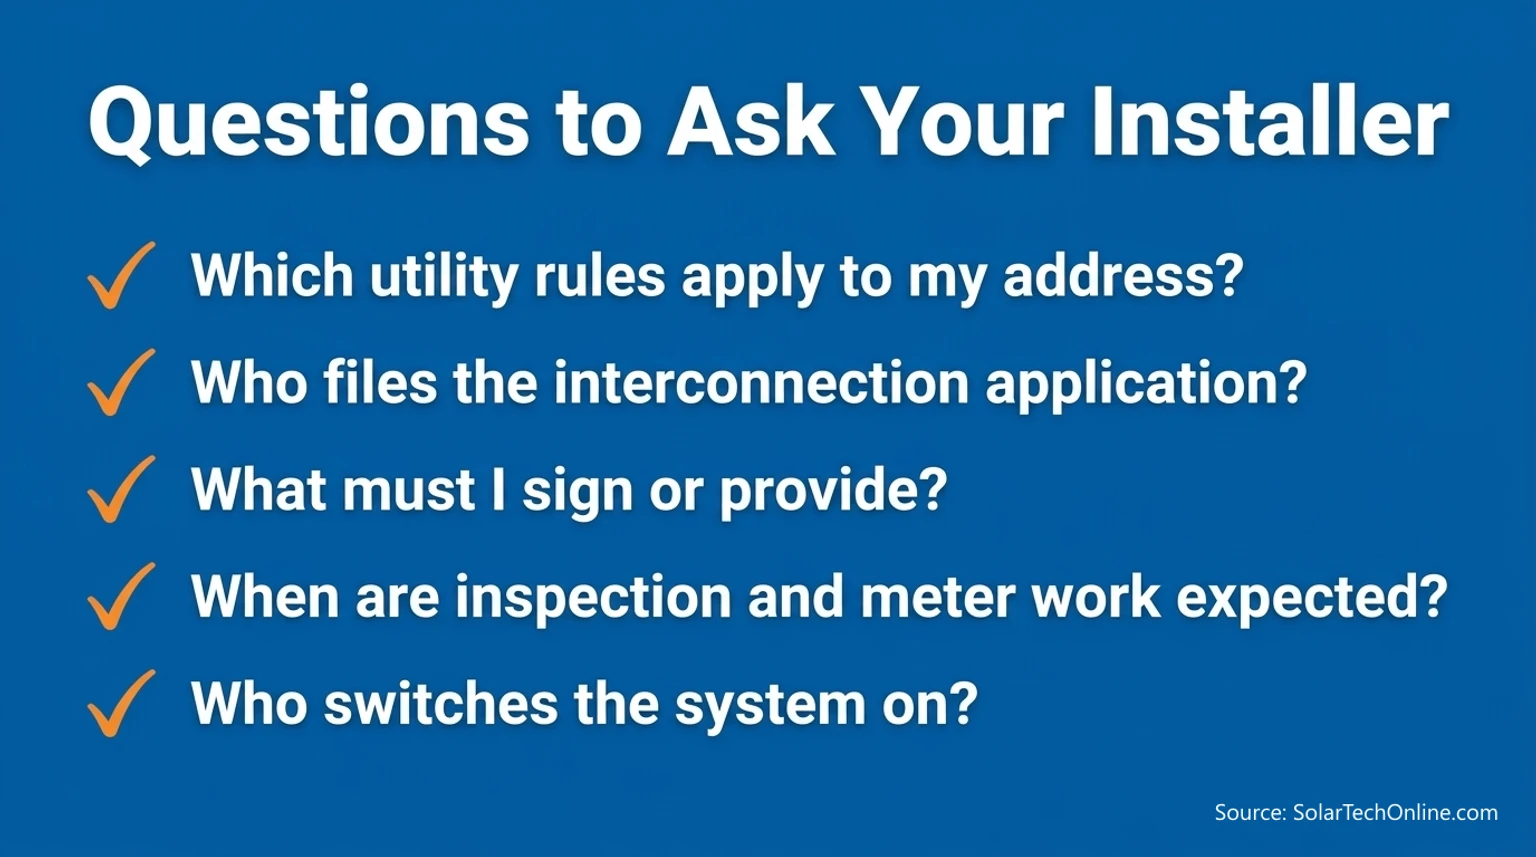 Questions to Ask Your Installer
Which utility rules apply to my address?
Who files the interconnection application?
What must I sign or provide?
When are inspection and meter work expected?
Who switches the system on?
Source: SolarTechOnline.com